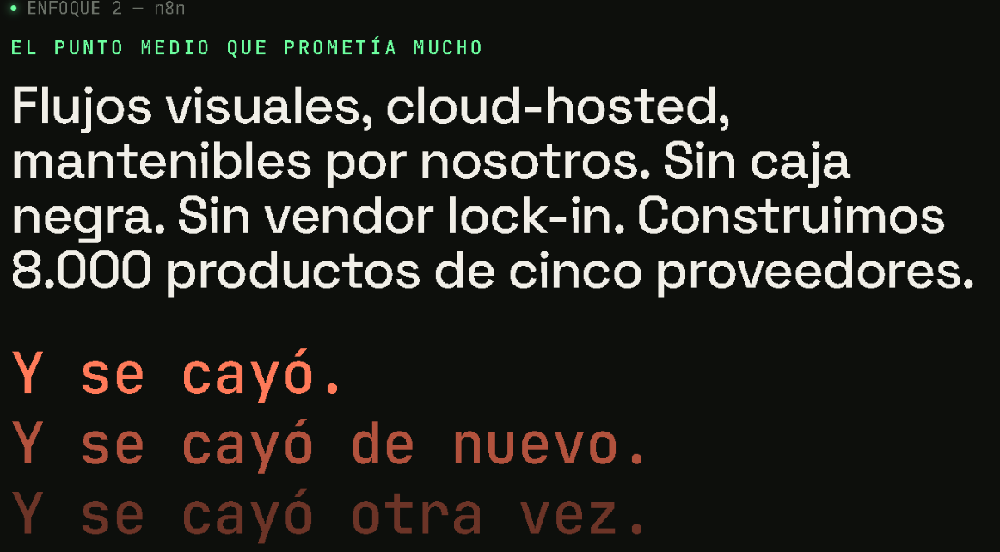 ENFOQUE 2 — n8n
EL PUNTO MEDIO QUE PROMETÍA MUCHO
Flujos visuales, cloud-hosted,
mantenibles por nosotros. Sin caja
negra. Sin vendor lock-in. Construimos
8.000 productos de cinco proveedores.
Y se cayó.
Y se cayó de nuevo.
Y se cayó otra vez.